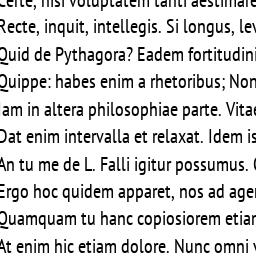 Certe, nisi voluptatem tanti aestimare
Recte, inquit, intellegis. Si longus, lev
Quid de Pythagora? Eadem fortitudini
Quippe: habes enim a rhetoribus; Non
Iam in altera philosophiae parte. Vitae
Dat enim intervalla et relaxat. Idem is
An tu me de L. Falli igitur possumus.
Ergo hoc quidem apparet, nos ad agen
Quamquam tu hanc copiosiorem etiam
At enim hic etiam dolore. Nunc omni v